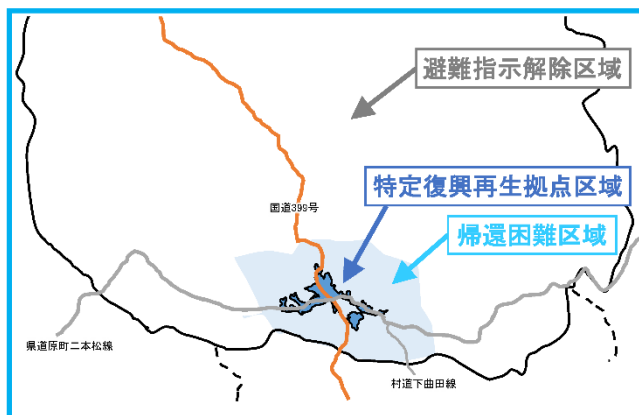 避難指示解除区域
特定復興再生拠点区域
国道399号
帰還困難区域
県道原町二本松線
村道下曲田線